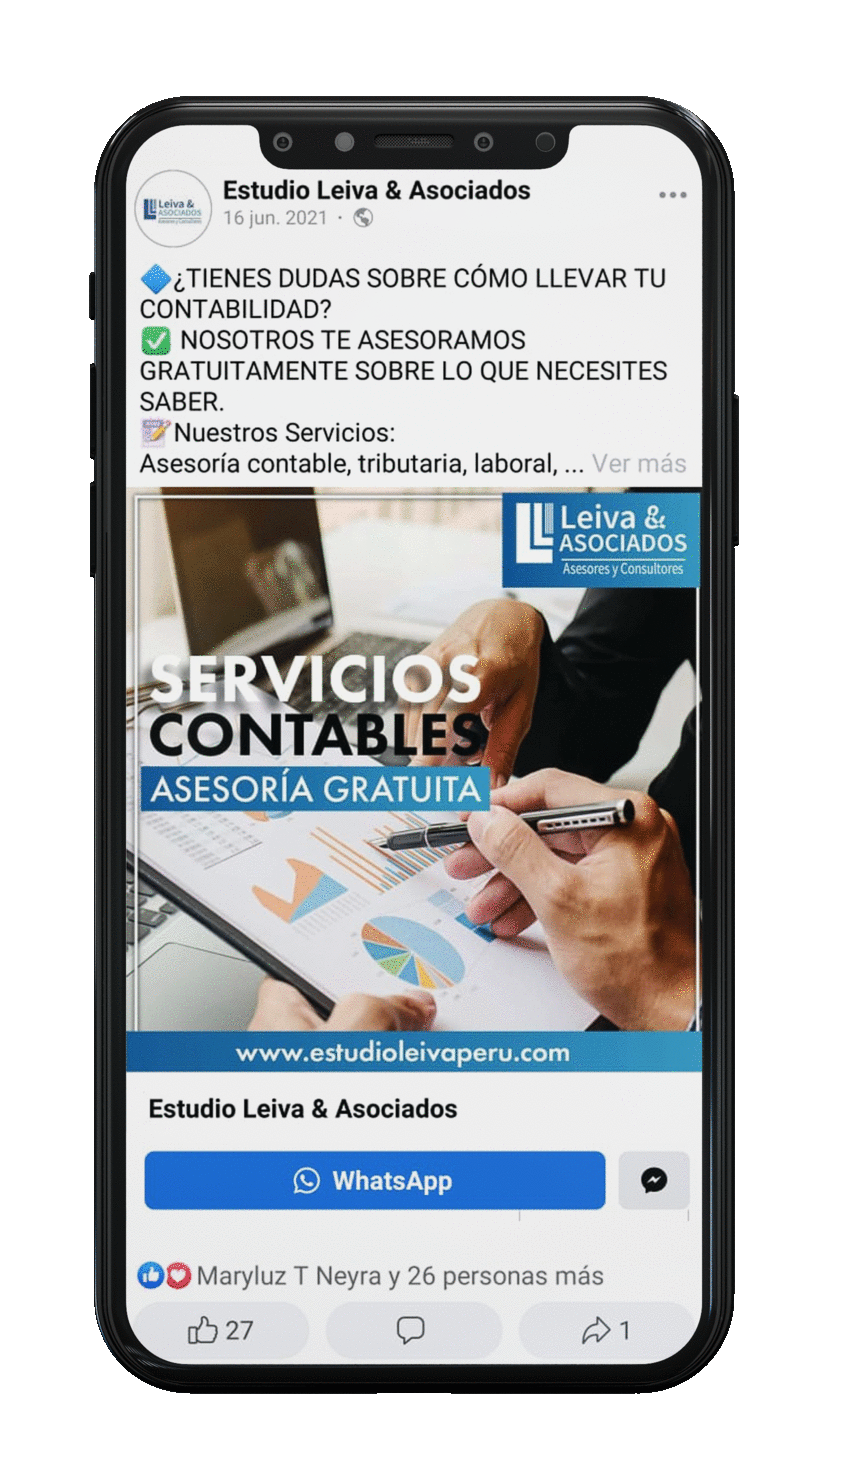 Leiva &
ASOCIADOS
Estudio Leiva & Asociados
16 jun. 2021 ·
¿TIENES DUDAS SOBRE CÓMO LLEVAR TU
CONTABILIDAD?
NOSOTROS TE ASESORAMOS
GRATUITAMENTE SOBRE LO QUE NECESITES
SABER.
Nuestros Servicios:
Asesoría contable, tributaria, laboral, ... Ver más
Leiva &
ASOCIADOS
Asesores y Consultores
SERVICIOS
CONTABLES
ASESORÍA GRATUITA
www.estudioleivaperu.com
Estudio Leiva & Asociados
WhatsApp
Maryluz T Neyra y 26 personas más
27
1